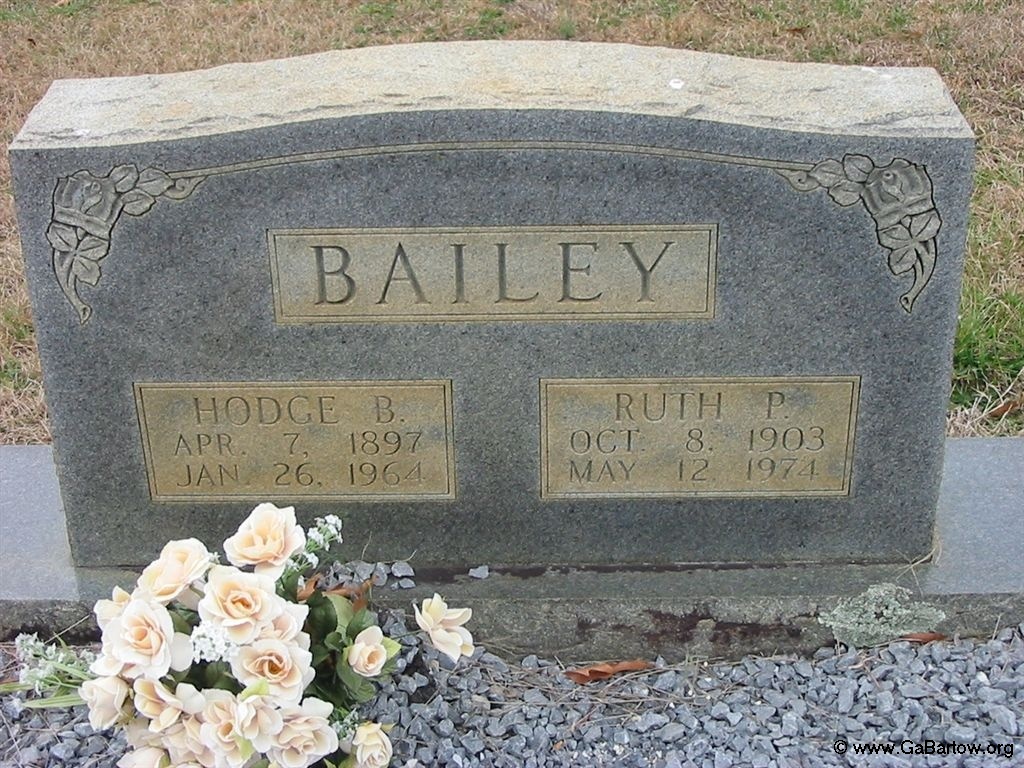 BAILEY
HODGE B.
APR. 7, 1897
JAN. 26, 1964
RUTH P.
OCT. 8, 1903
MAY 12, 1974
© www.GaBartow.org